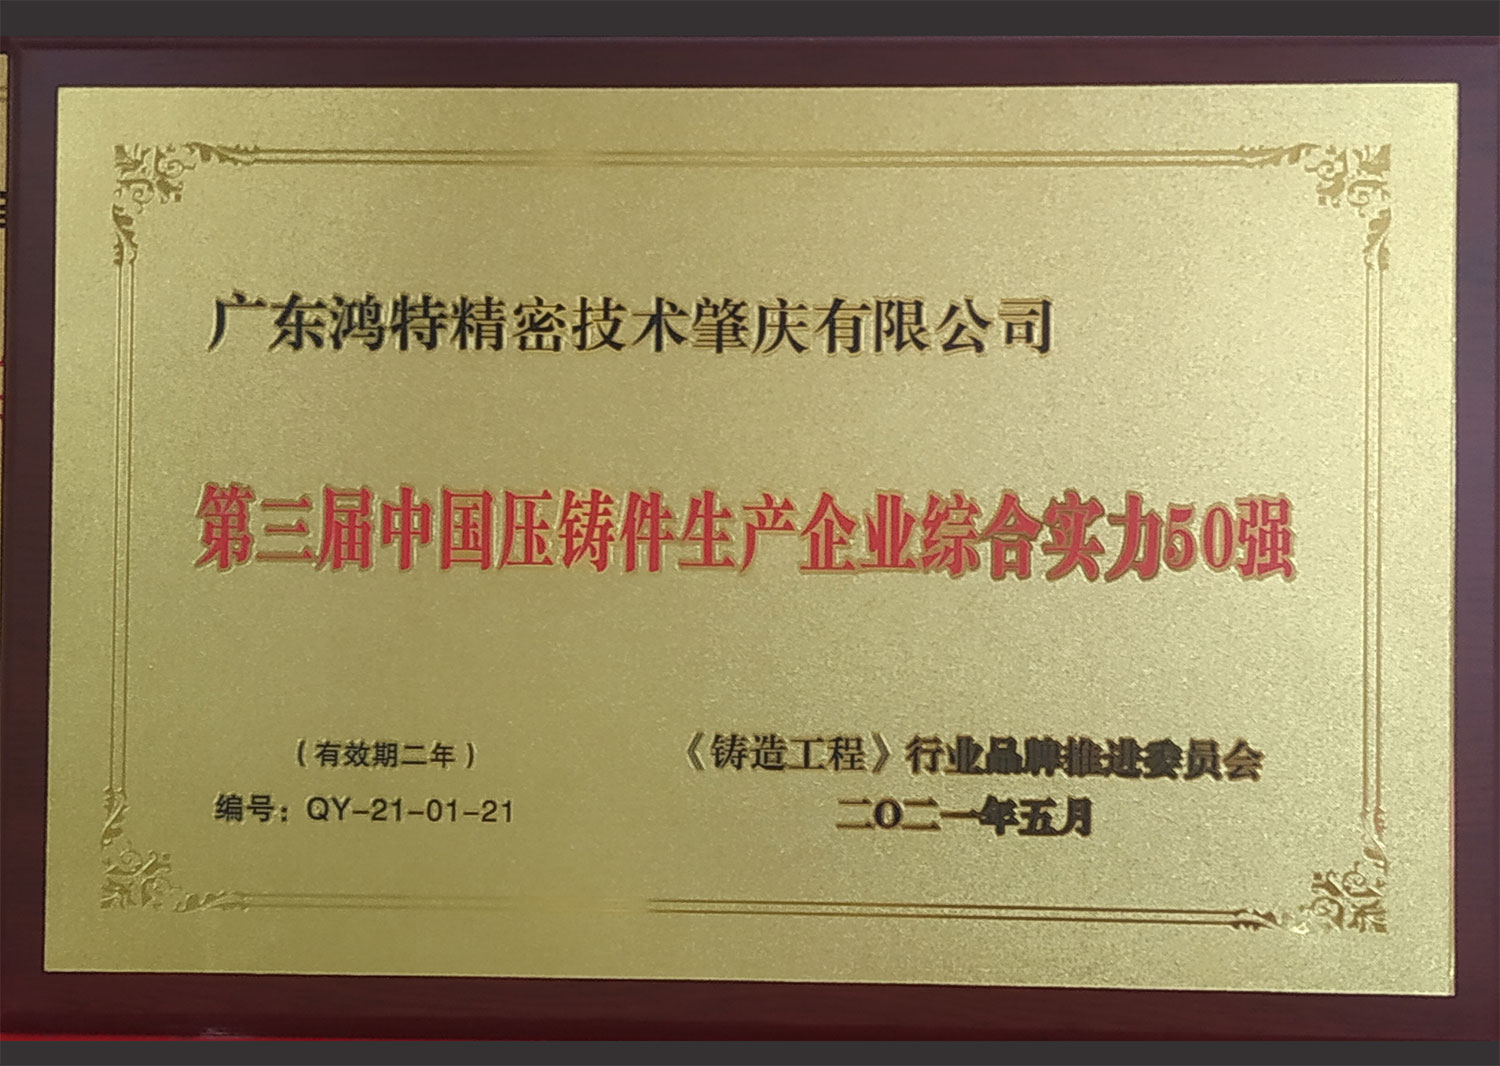 广东鸿特精密技术肇庆有限公司
第三届中国压铸件生产企业综合实力50强
（有效期二年）
编号：QY-21-01-21
《铸造工程》行业品牌推进委员会
二〇二一年五月